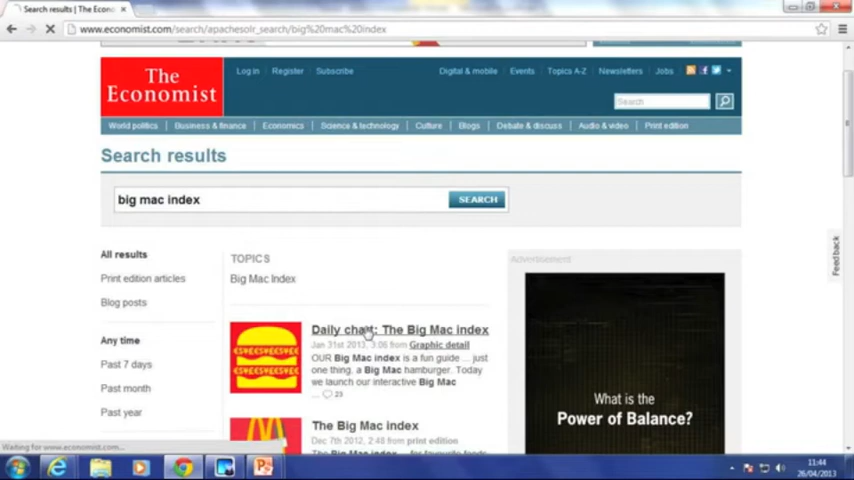 Search results | The Econ
www.economist.com/search/apachesolr_search/big%20mac%20index
The
Economist
Log in Register Subscribe
Digital & mobile Events Topics A-Z Newsletters Jobs
Search
World politics Business & finance Economics Science & technology Culture Blogs Debate & discuss Audio & video Print edition
Search results
big mac index SEARCH
All results
Print edition articles
Blog posts
Any time
Past 7 days
Past month
Past year
TOPICS
Big Mac Index
Daily chart: The Big Mac index
Jan 31st 2013, 3:06 from Graphic detail
OUR Big Mac index is a fun guide ... just
one thing, a Big Mac hamburger. Today
we launch our interactive Big Mac
... 23
The Big Mac index
Dec 7th 2012, 2:48 from print edition
Advertisement
What is the
Power of Balance?
Feedback
Waiting for www.economist.com...
11:44
26/04/2013